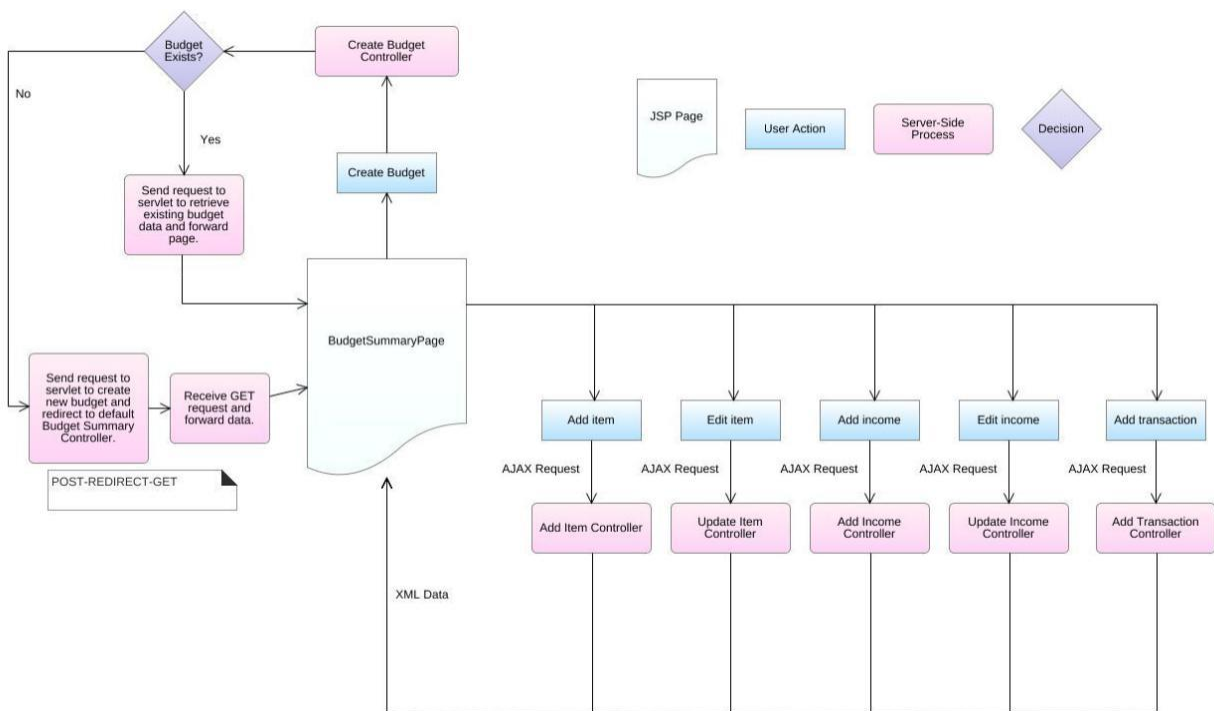 Budget
Exists?
Create Budget
Controller
No
Yes
JSP Page
User Action
Server-Side
Process
Decision
Create Budget
Send request to
servlet to retrieve
existing budget
data and forward
page.
BudgetSummaryPage
Send request to
servlet to create
new budget and
redirect to default
Budget Summary
Controller.
Receive GET
request and
forward data.
POST-REDIRECT-GET
Add item
Edit item
Add income
Edit income
Add transaction
AJAX Request
AJAX Request
AJAX Request
AJAX Request
AJAX Request
Add Item Controller
Update Item
Controller
Add Income
Controller
Update Income
Controller
Add Transaction
Controller
XML Data